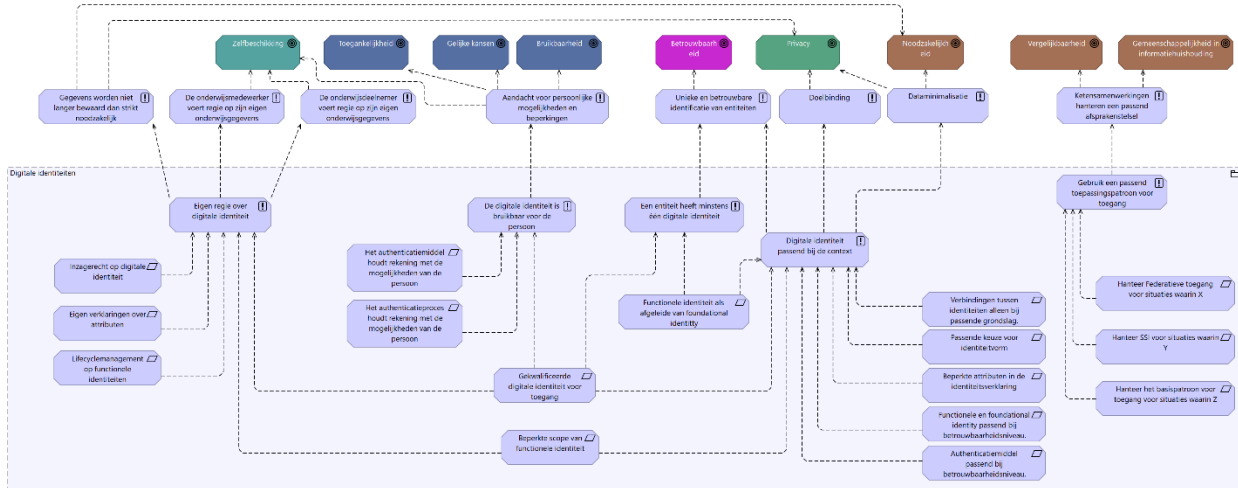 Zelfbeschikking
Toegankelijkheid
Gelijke kansen
Bruikbaarheid
Betrouwbaarh
eid
Privacy
Noodzakelijkh
eid
Vergelijkbaarheid
Gemeenschappelijkheid in
informatiehuishouding
Gegevens worden niet
langer bewaard dan strikt
noodzakelijk
De onderwijsmedewerker
voert regie op zijn eigen
onderwijsgegevens
De onderwijsdeelnemer
voert regie op zijn eigen
onderwijsgegevens
Aandacht voor persoonlijke
mogelijkheden en
beperkingen
Unieke en betrouwbare
identificatie van entiteiten
Doelbinding
Dataminimalisatie
Ketensamenwerkingen
hanteren een passend
afsprakenstelsel
Digitale identiteiten
Eigen regie over
digitale identiteit
De digitale identiteit is
bruikbaar voor de
persoon
Een entiteit heeft minstens
één digitale identiteit
Digitale identiteit
passend bij de context
Gebruik een passend
toepassingspatroon voor
toegang
Inzagerecht op digitale
identiteit
Eigen verklaringen over
attributen
Lifecyclemanagement
op functionele
identiteiten
Het authenticatiemiddel
houdt rekening met de
mogelijkheden van de
persoon
Het authenticatieproces
houdt rekening met de
mogelijkheden van de
persoon
Functionele identiteit als
afgeleide van foundational
identitty
Gekwalificeerde
digitale identiteit voor
toegang
Beperkte scope van
functionele identiteit
Verbindingen tussen
identiteiten alleen bij
passende grondslag.
Passende keuze voor
identiteitvorm
Beperkte attributen in de
identiteitsverklaring
Functionele en foundational
identity passend bij
betrouwbaarheidsniveau.
Authenticatiemiddel
passend bij
betrouwbaarheidsniveau.
Hanteer Federatieve toegang
voor situaties waarin X
Hanteer SSI voor situaties waarin
Y
Hanteer het basispatroon voor
toegang voor situaties waarin Z